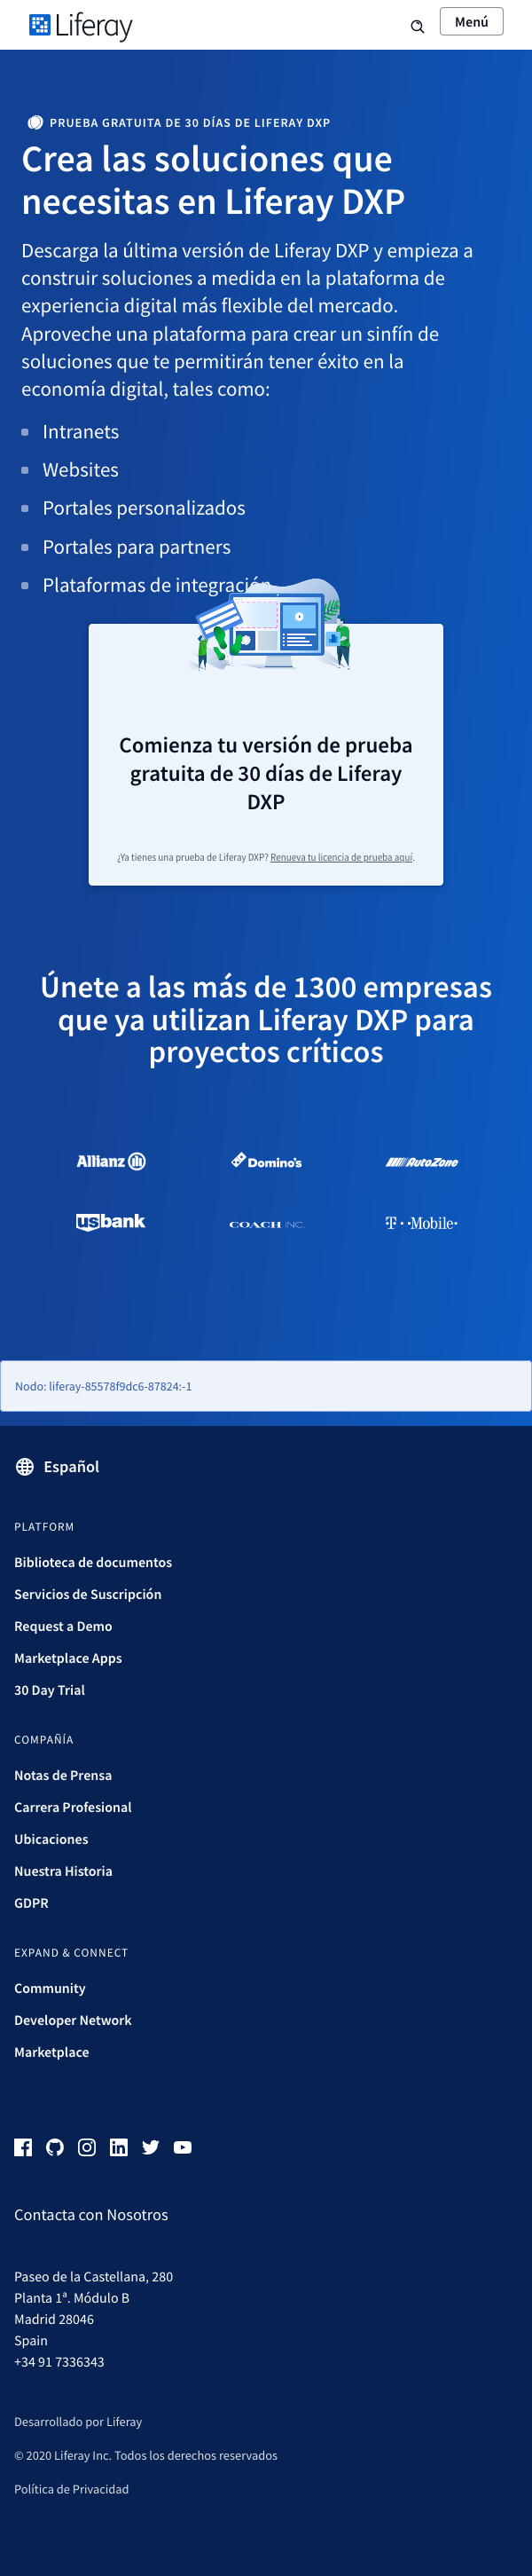 Liferay
Menú
PRUEBA GRATUITA DE 30 DÍAS DE LIFERAY DXP
Crea las soluciones que
necesitas en Liferay DXP
Descarga la última versión de Liferay DXP y empieza a
construir soluciones a medida en la plataforma de
experiencia digital más flexible del mercado.
Aproveche una plataforma para crear un sinfín de
soluciones que te permitirán tener éxito en la
economía digital, tales como:
Intranets
Websites
Portales personalizados
Portales para partners
Plataformas de integración
Comienza tu versión de prueba
gratuita de 30 días de Liferay
DXP
¿Ya tienes una prueba de Liferay DXP? Renueva tu licencia de prueba aquí.
Únete a las más de 1300 empresas
que ya utilizan Liferay DXP para
proyectos críticos
Allianz Domino's AutoZone
usbank COACH INC. T··Mobile·
Nodo: liferay-85578f9dc6-87824:-1
Español
PLATFORM
Biblioteca de documentos
Servicios de Suscripción
Request a Demo
Marketplace Apps
30 Day Trial
COMPAÑÍA
Notas de Prensa
Carrera Profesional
Ubicaciones
Nuestra Historia
GDPR
EXPAND & CONNECT
Community
Developer Network
Marketplace
Contacta con Nosotros
Paseo de la Castellana, 280
Planta 1ª. Módulo B
Madrid 28046
Spain
+34 91 7336343
Desarrollado por Liferay
© 2020 Liferay Inc. Todos los derechos reservados
Política de Privacidad